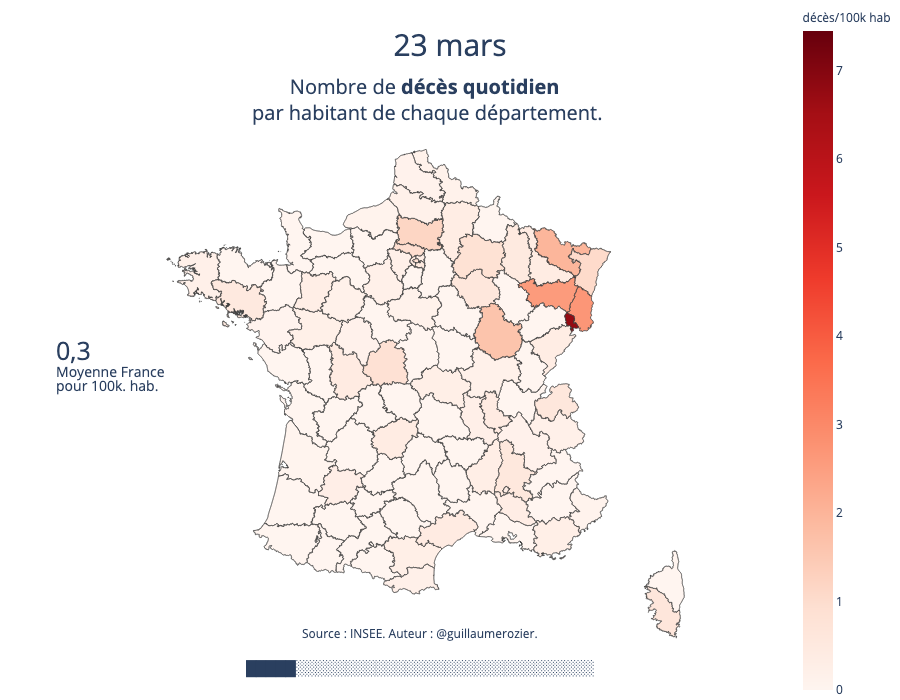 décès/100k hab
23 mars
Nombre de décès quotidien
par habitant de chaque département.
7
6
5
4
3
2
1
0
0,3
Moyenne France
pour 100k. hab.
Source : INSEE. Auteur : @guillaumerozier.